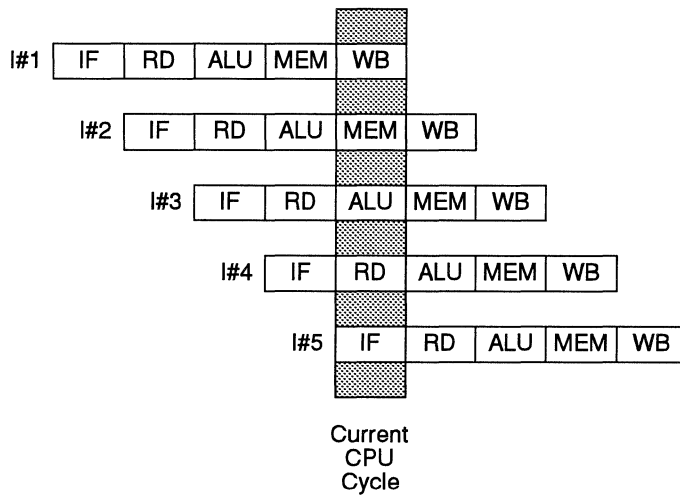 I#1 IF RD ALU MEM WB
I#2 IF RD ALU MEM WB
I#3 IF RD ALU MEM WB
I#4 IF RD ALU MEM WB
I#5 IF RD ALU MEM WB
Current
CPU
Cycle